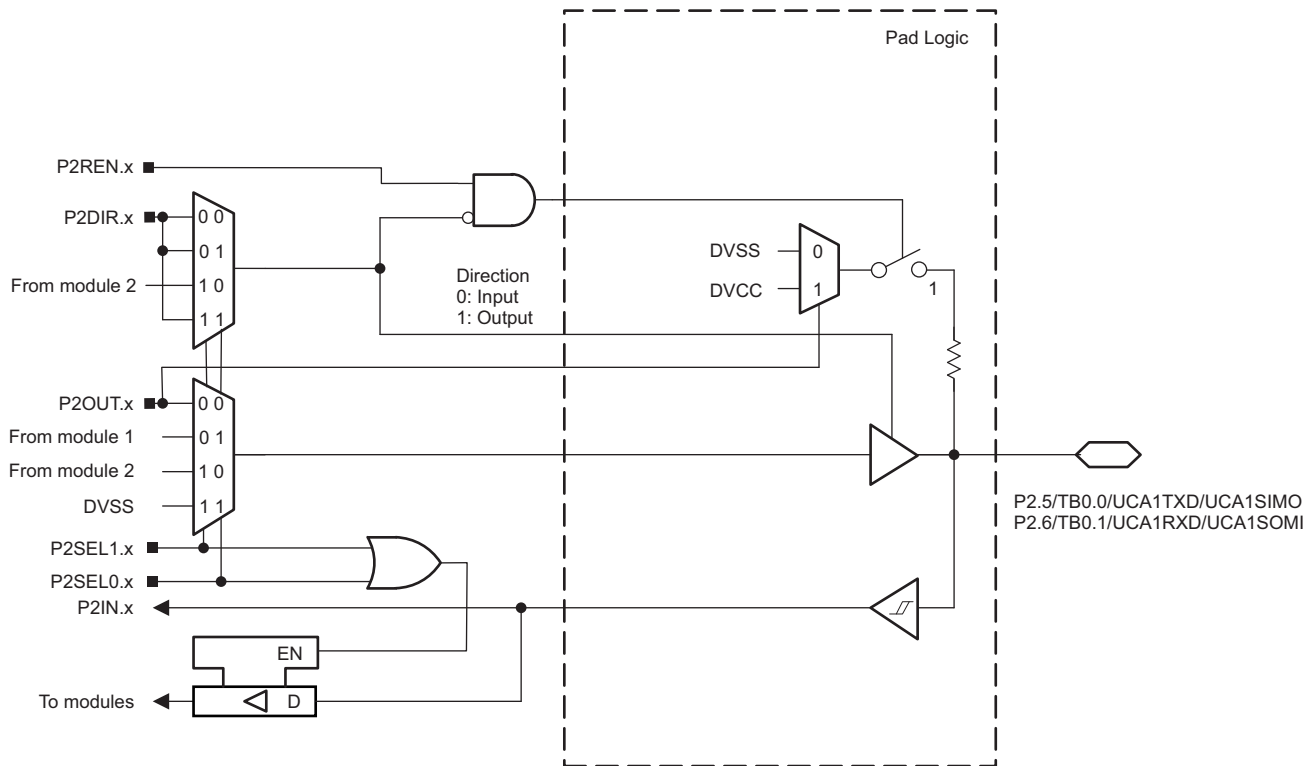 Pad Logic
P2REN.x
P2DIR.x
0 0
0 1
From module 2
1 0
1 1
Direction
0: Input
1: Output
DVSS
0
DVCC
1
1
P2OUT.x
0 0
From module 1
0 1
From module 2
1 0
DVSS
1 1
P2.5/TB0.0/UCA1TXD/UCA1SIMO
P2.6/TB0.1/UCA1RXD/UCA1SOMI
P2SEL1.x
P2SEL0.x
P2IN.x
EN
To modules
D